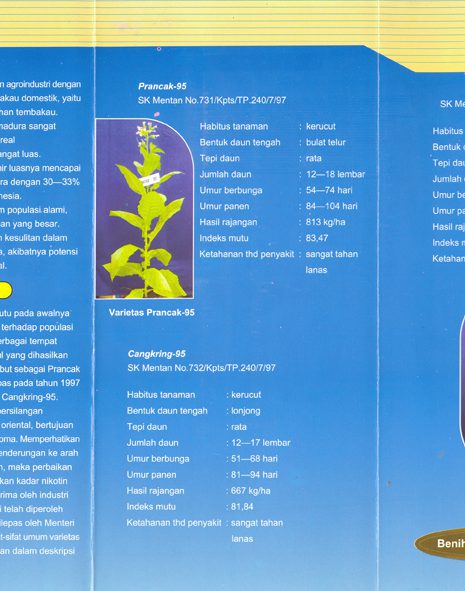 n agroindustri dengan
akau domestik, yaitu
han tembakau.
madura sangat
real
angat luas.
ir luasnya mencapai
ra dengan 30—33%
nesia.
m populasi alami,
an yang besar.
n kesulitan dalam
a, akibatnya potensi
al.
utu pada awalnya
terhadap populasi
erbagai tempat
ul yang dihasilkan
but sebagai Prancak
pas pada tahun 1997
Cangkring-95.
ersilangan
oriental, bertujuan
oma. Memperhatikan
enderungan ke arah
n, maka perbaikan
kan kadar nikotin
rima oleh industri
i telah diperoleh
ilepas oleh Menteri
t-sifat umum varietas
an dalam deskripsi
Prancak-95
SK Mentan No.731/Kpts/TP.240/7/97
Habitus tanaman : kerucut
Bentuk daun tengah : bulat telur
Tepi daun : rata
Jumlah daun : 12—18 lembar
Umur berbunga : 54—74 hari
Umur panen : 84—104 hari
Hasil rajangan : 813 kg/ha
Indeks mutu : 83,47
Ketahanan thd penyakit : sangat tahan
lanas
Varietas Prancak-95
Cangkring-95
SK Mentan No.732/Kpts/TP.240/7/97
Habitus tanaman : kerucut
Bentuk daun tengah : lonjong
Tepi daun : rata
Jumlah daun : 12—17 lembar
Umur berbunga : 51—68 hari
Umur panen : 81—94 hari
Hasil rajangan : 667 kg/ha
Indeks mutu : 81,84
Ketahanan thd penyakit : sangat tahan
lanas
SK Me
Habitus
Bentuk d
Tepi dau
Jumlah
Umur be
Umur pa
Hasil raj
Indeks m
Ketahan
Benih